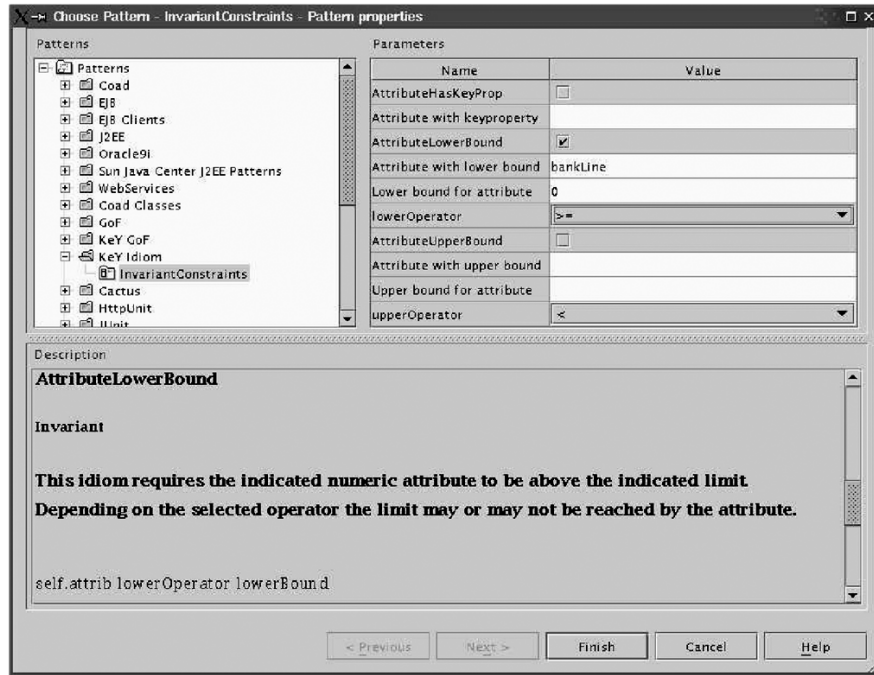 Choose Pattern - InvariantConstraints - Pattern properties
Patterns
Patterns
Coad
EJB
EJB Clients
J2EE
Oracle9i
Sun Java Center J2EE Patterns
WebServices
Coad Classes
GoF
KeY GoF
KeY Idiom
InvariantConstraints
Cactus
HttpUnit
JUnit
Parameters
Name Value
AttributeHasKeyProp
Attribute with keyproperty
AttributeLowerBound
Attribute with lower bound bankLine
Lower bound for attribute 0
lowerOperator >=
AttributeUpperBound
Attribute with upper bound
Upper bound for attribute
upperOperator <
Description
AttributeLowerBound
Invariant
This idiom requires the indicated numeric attribute to be above the indicated limit.
Depending on the selected operator the limit may or may not be reached by the attribute.
self.attrib lowerOperator lowerBound
< Previous Next > Finish Cancel Help